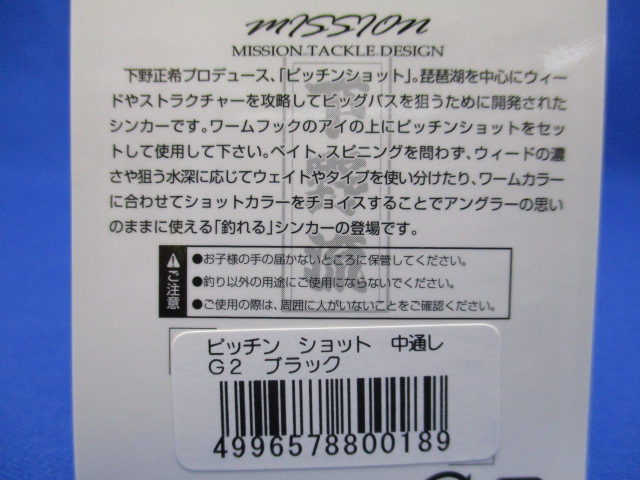 mission
MISSION TACKLE DESIGN
下野正希プロデュース、「ピッチンショット」。琵琶湖を中心にウィー
ドやストラクチャーを攻略してビッグバスを狙うために開発された
シンカーです。ワームフックのアイの上にピッチンショットをセッ
トして使用して下さい。ベイト、スピニングを問わず、ウィードの濃
さや狙う水深に応じてウェイトやタイプを使い分けたり、ワームカラー
に合わせてショットカラーをチョイスすることでアングラーの思い
のままに使える「釣れる」シンカーの登場です。
下野流
ご注意
●お子様の手の届かないところに保管してください。
●釣り以外の用途にご使用にならないでください。
●ご使用の際は、周囲に人がいないことをご確認ください。
ピッチン ショット 中通し
G2 ブラック
4996578800189